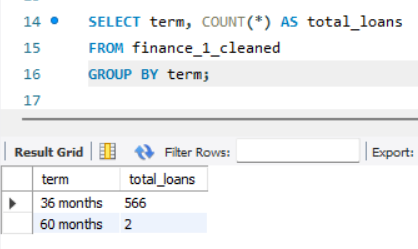 14 SELECT term, COUNT(*) AS total_loans
15 FROM finance_1_cleaned
16 GROUP BY term;
17
Result Grid Filter Rows: Export:
term total_loans
36 months 566
60 months 2